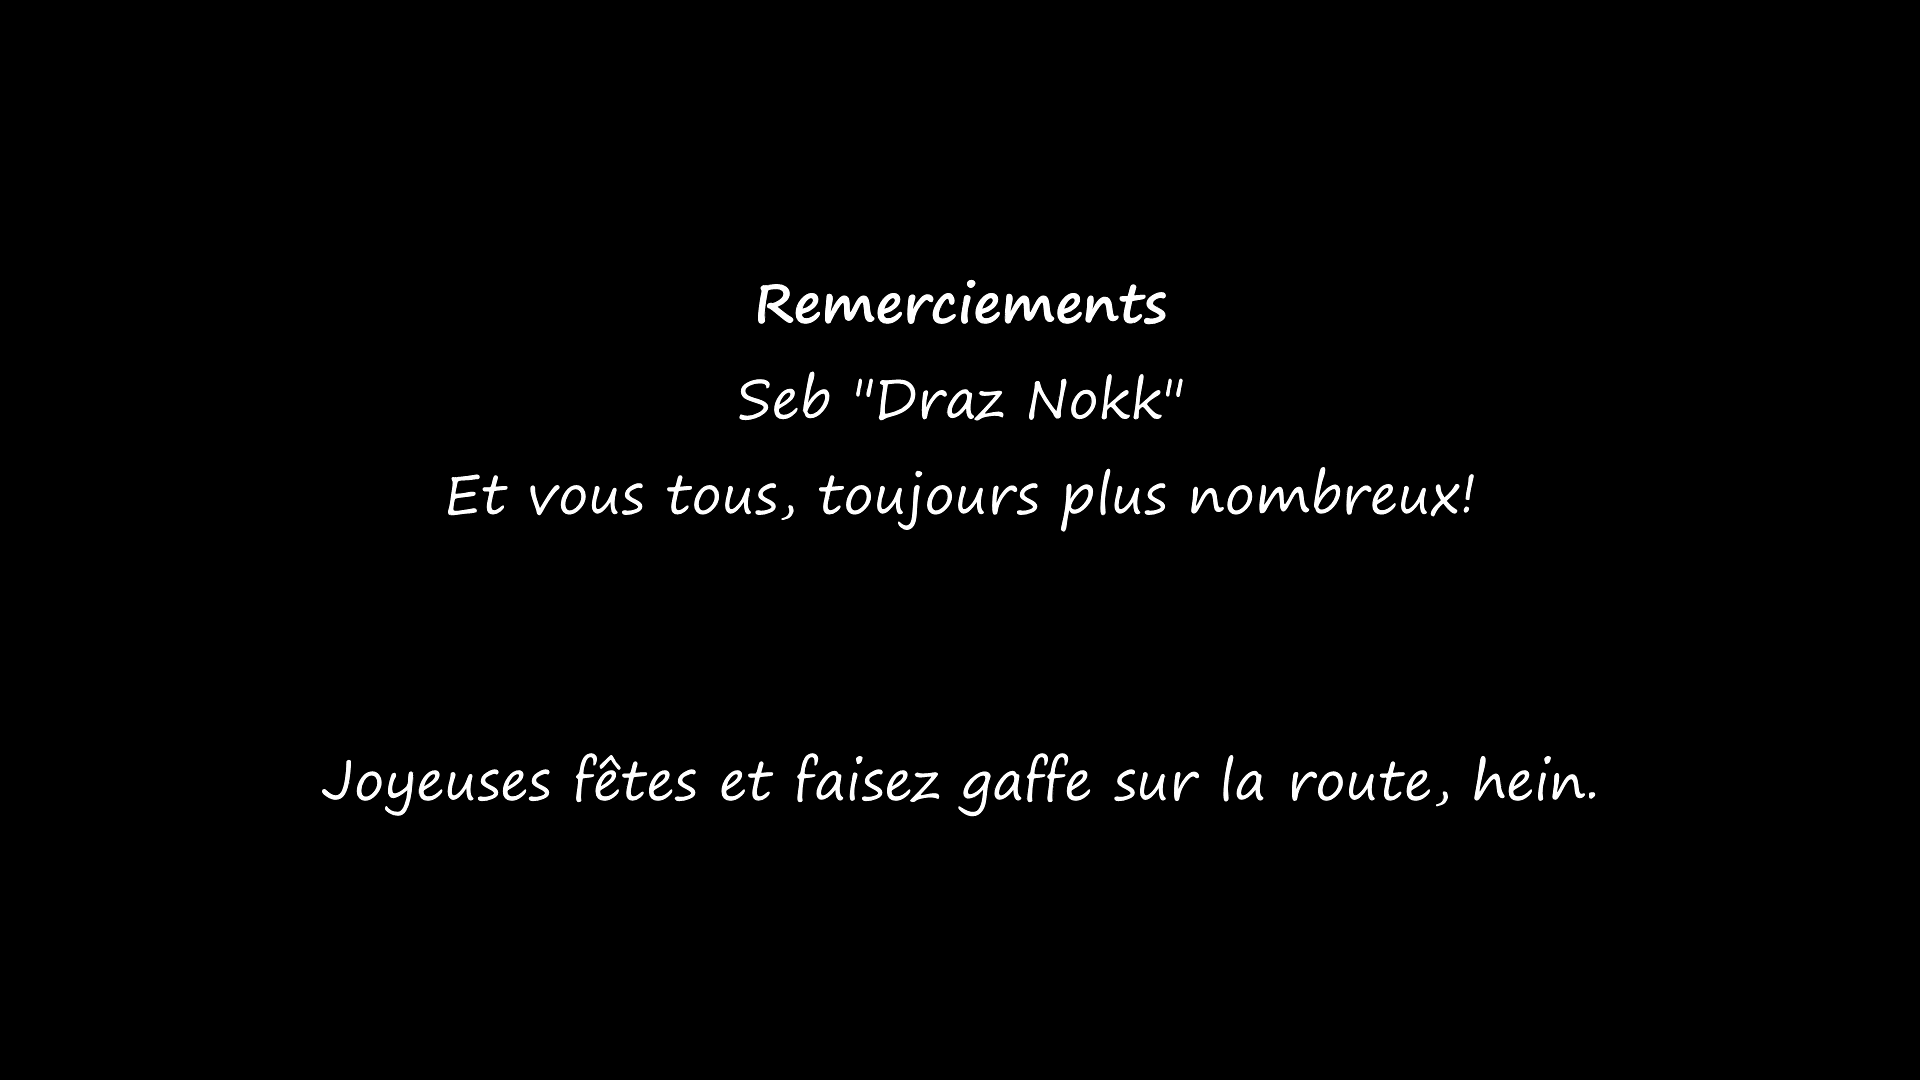 Remerciements
Seb "Draz Nokk"
Et vous tous, toujours plus nombreux!
Joyeuses fêtes et faisez gaffe sur la route, hein.